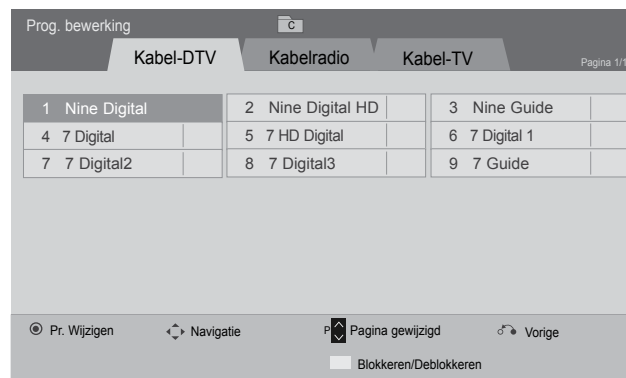 Prog. bewerking C
Kabel-DTV Kabelradio Kabel-TV Pagina 1/1
1 Nine Digital 2 Nine Digital HD 3 Nine Guide
4 7 Digital 5 7 HD Digital 6 7 Digital 1
7 7 Digital2 8 7 Digital3 9 7 Guide
Pr. Wijzigen Navigatie P Pagina gewijzigd Vorige
Blokkeren/Deblokkeren